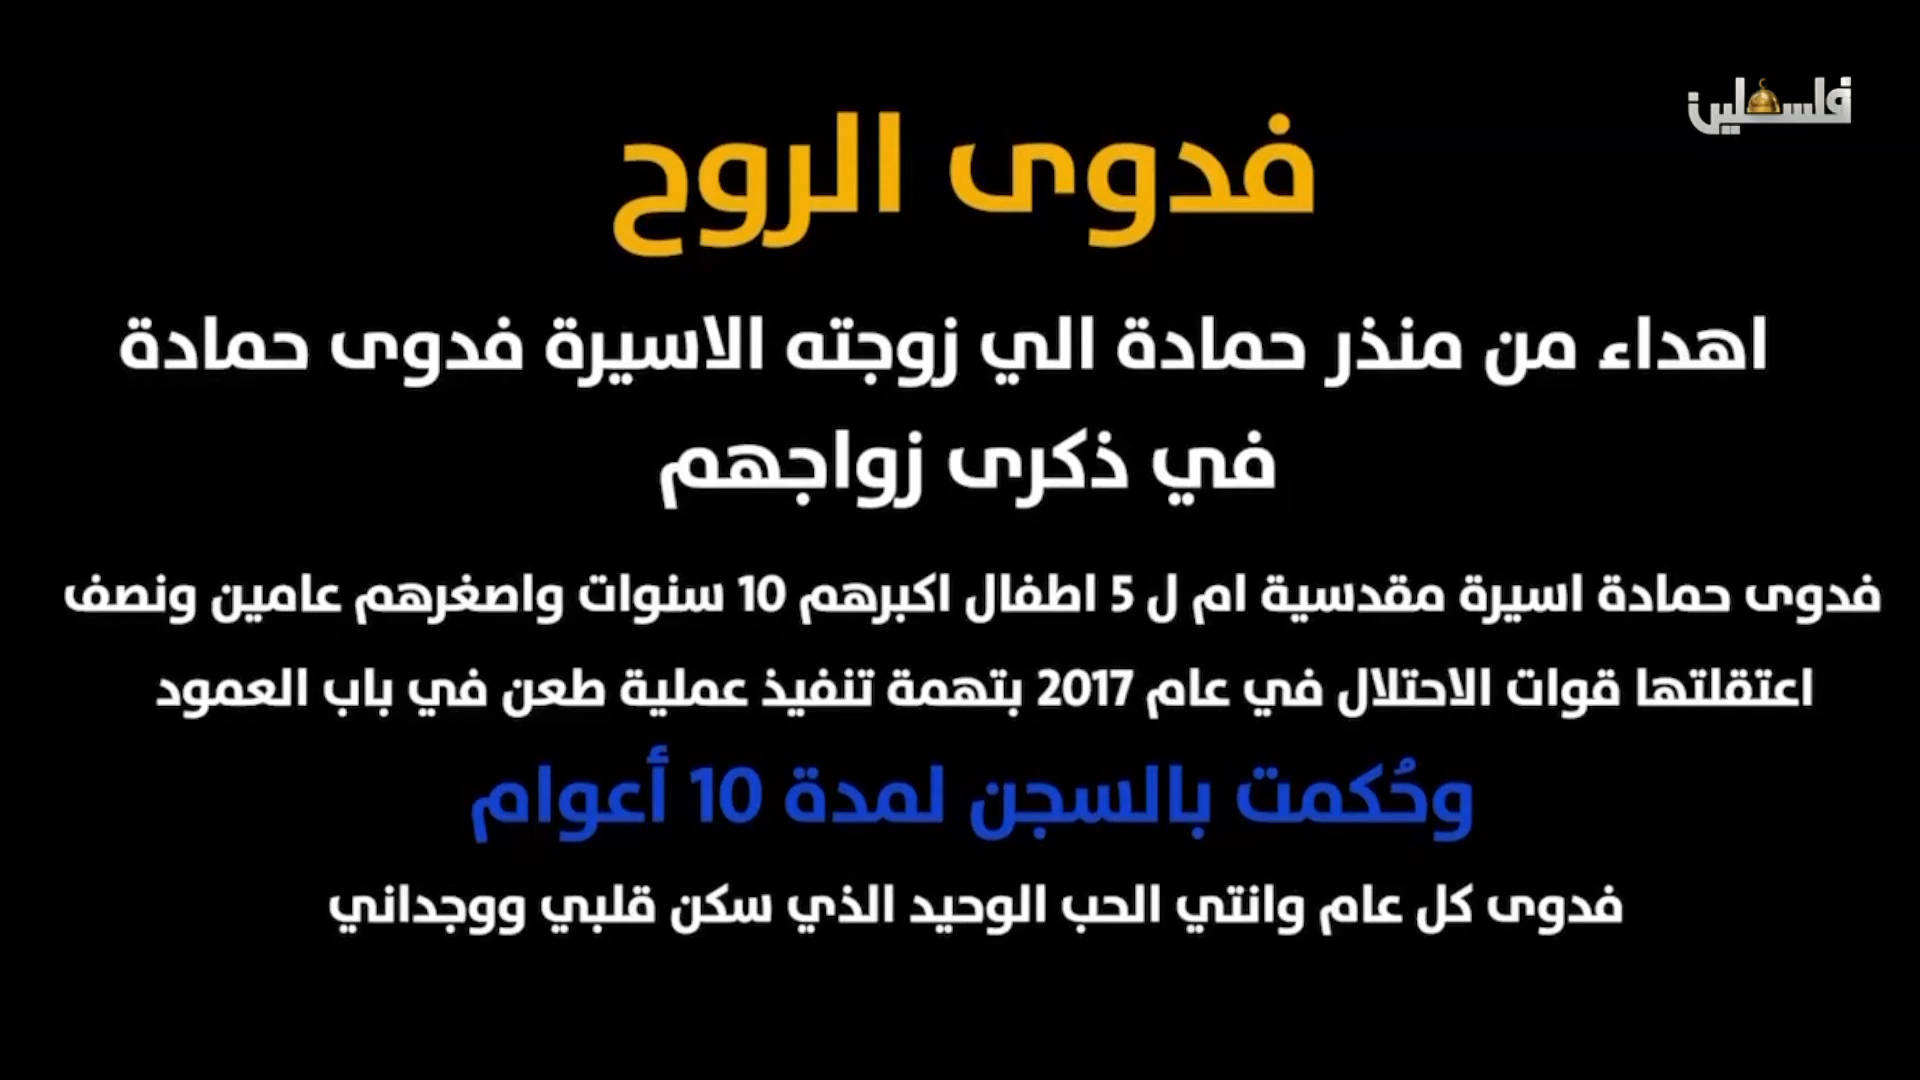 فلسطين
فدوى الروح
اهداء من منذر حمادة الي زوجته الاسيرة فدوى حمادة
في ذكرى زواجهم
فدوى حمادة اسيرة مقدسية ام ل 5 اطفال اكبرهم 10 سنوات واصغرهم عامين ونصف
اعتقلتها قوات الاحتلال في عام 2017 بتهمة تنفيذ عملية طعن في باب العمود
وحُكمت بالسجن لمدة 10 أعوام
فدوى كل عام وانتي الحب الوحيد الذي سكن قلبي ووجداني